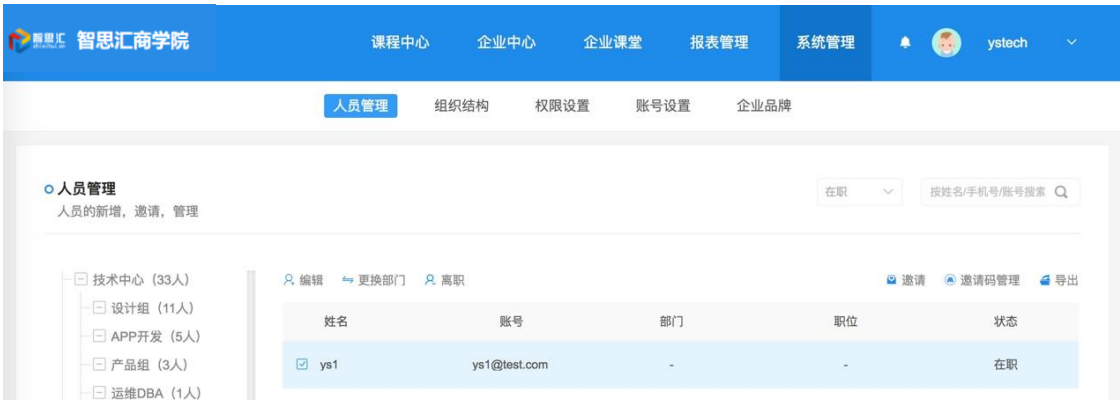 智思汇 智思汇商学院 课程中心 企业中心 企业课堂 报表管理 系统管理 ystech
人员管理 组织结构 权限设置 账号设置 企业品牌
人员管理 在职 按姓名/手机号/账号搜索
人员的新增，邀请，管理
技术中心（33人） 编辑 更换部门 离职 邀请 邀请码管理 导出
设计组（11人） 姓名 账号 部门 职位 状态
APP开发（5人）
产品组（3人） ys1 ys1@test.com - - 在职
运维DBA（1人）